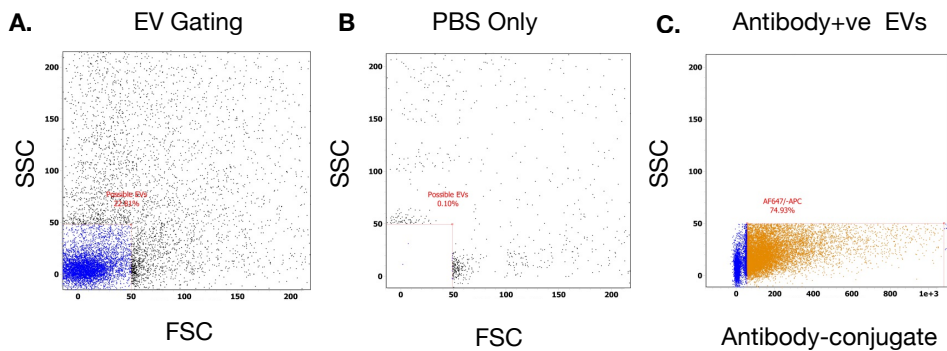 A. EV Gating
B PBS Only
C. Antibody+ve EVs
SSC
200
150
100
50
0
Possible EVs
0 50 100 150 200
FSC
SSC
200
150
100
50
0
Possible EVs
0.10%
0 50 100 150 200
FSC
SSC
200
150
100
50
0
AF647/-APC
74.93%
0 200 400 600 800 1e+3
Antibody-conjugate